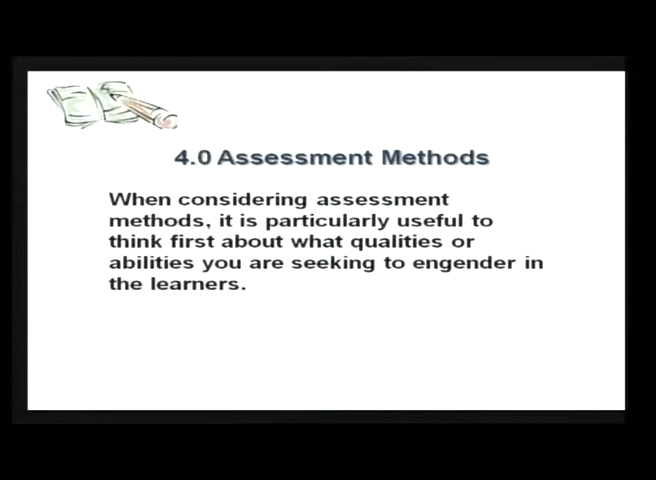 4.0 Assessment Methods
When considering assessment
methods, it is particularly useful to
think first about what qualities or
abilities you are seeking to engender in
the learners.